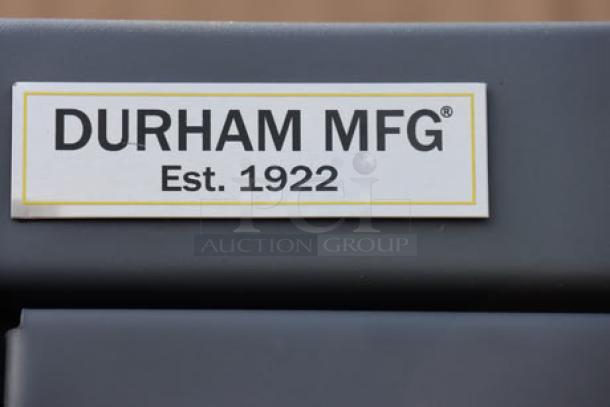 DURHAM MFG®
Est. 1922
PCi
AUCTION GROUP